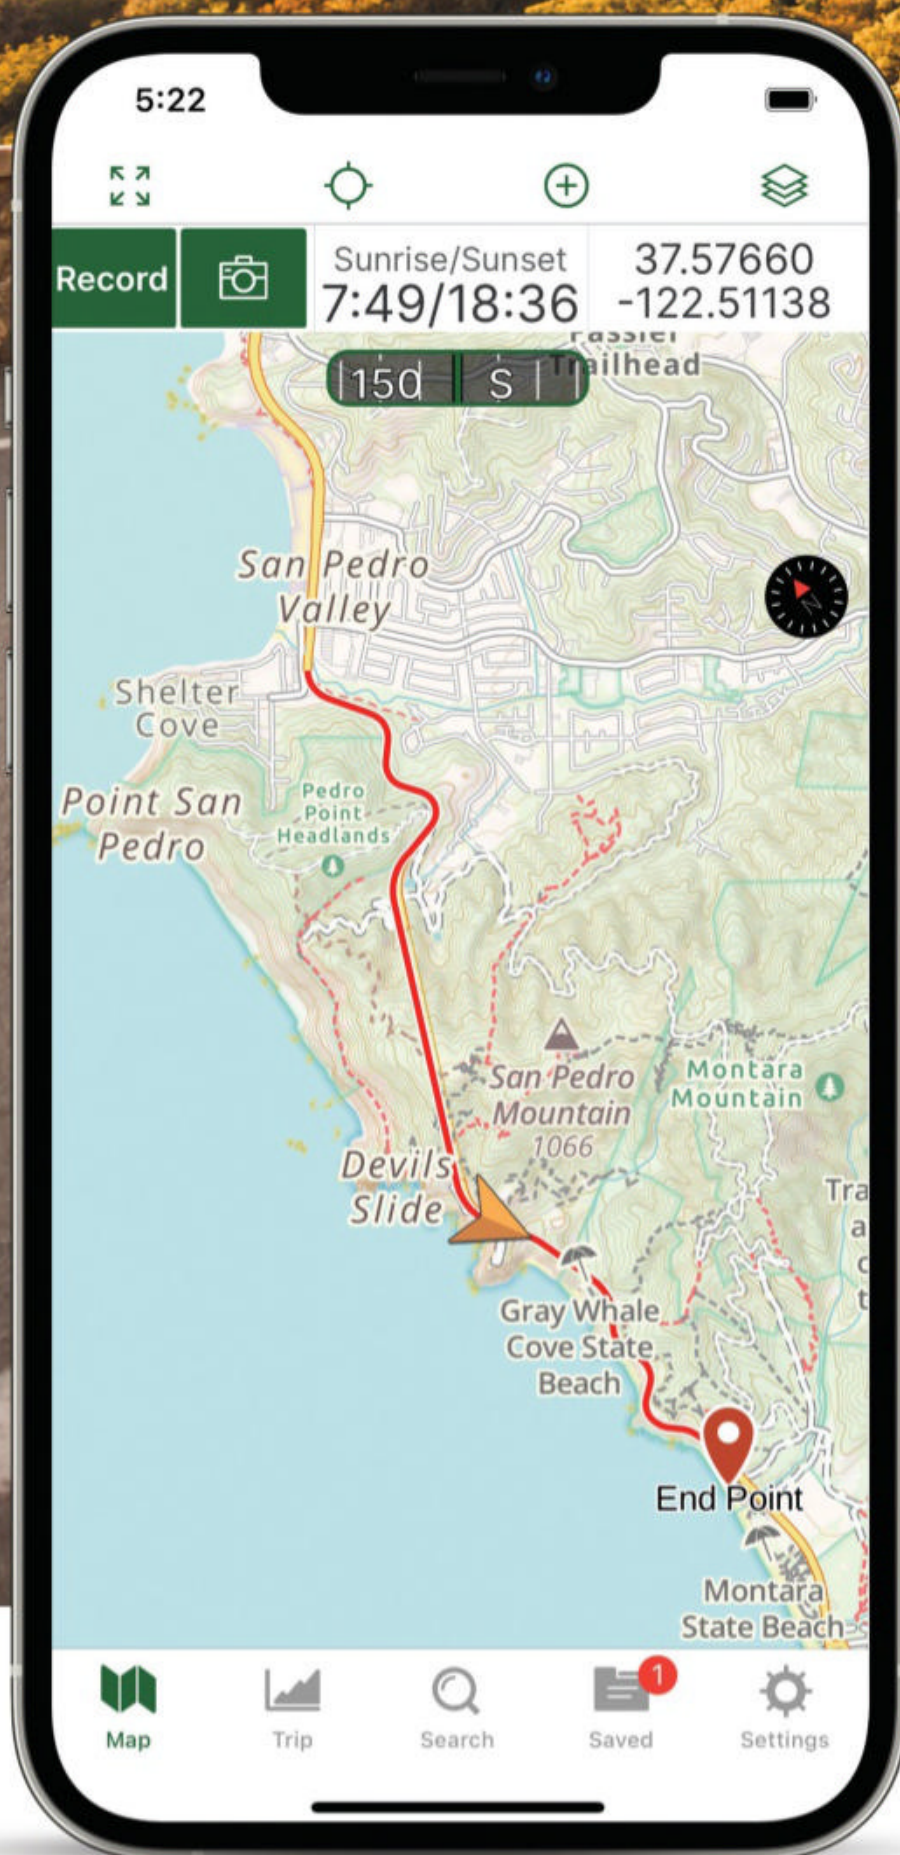 5:22
Record
Sunrise/Sunset
7:49/18:36
37.57660
-122.51138
Trailhead
150 S
San Pedro
Valley
Shelter
Cove
Point San
Pedro
Pedro
Point
Headlands
San Pedro
Mountain
1066
Montara
Mountain
Devils
Slide
Tra
a
Gray Whale
Cove State
Beach
End Point
Montara
State Beach
Map
Trip
Search
Saved
1
Settings
N